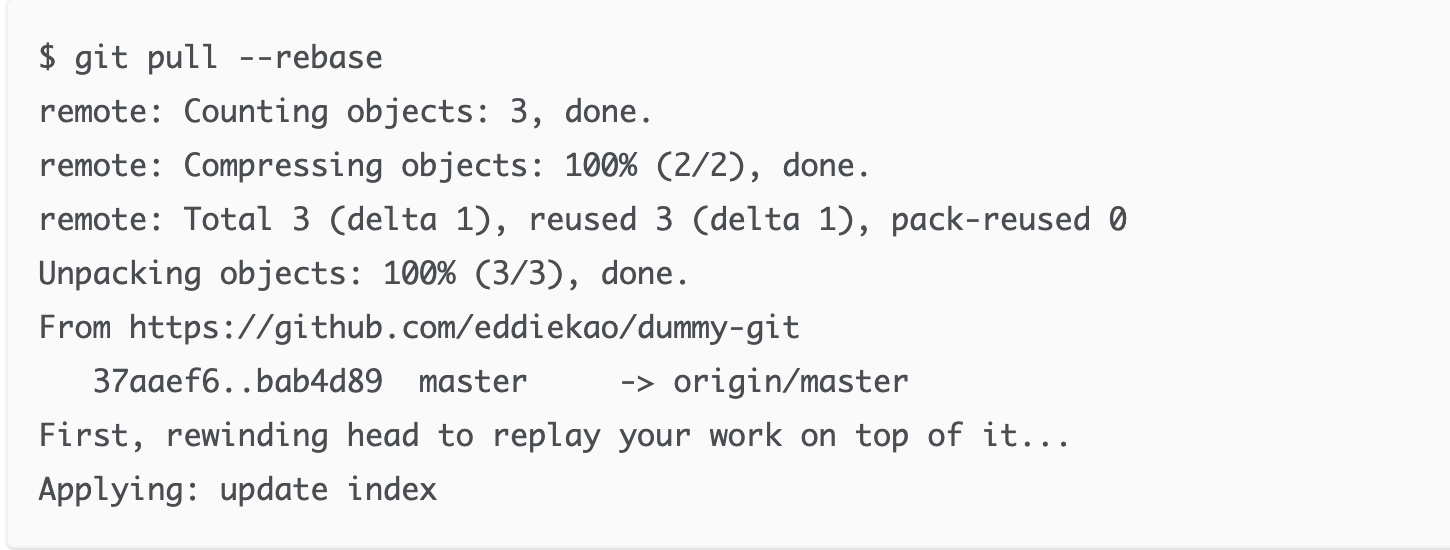 $ git pull --rebase
remote: Counting objects: 3, done.
remote: Compressing objects: 100% (2/2), done.
remote: Total 3 (delta 1), reused 3 (delta 1), pack-reused 0
Unpacking objects: 100% (3/3), done.
From https://github.com/eddiekao/dummy-git
   37aaef6..bab4d89  master     -> origin/master
First, rewinding head to replay your work on top of it...
Applying: update index